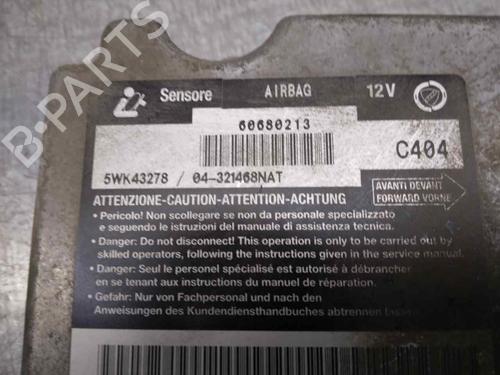 Sensore AIRBAG 12V
60680213
5WK43278 / 04-321468NAT
C404
ATTENZIONE-CAUTION-ATTENTION-ACHTUNG
AVANTI DEVANT
FORWARD VORNE
• Pericolo! Non scollegare se non da personale specializzato
e seguendo le istruzioni del manuale di assistenza tecnica.
• Danger: Do not disconnect! This operation is only to be carried out by
skilled operators, following the instructions given in the service manual.
• Danger: Seul le personel spécialisé est autorisé à débrancher
en se tenant aux instructions du manuel de réparation.
• Gefahr: Nur von Fachpersonal und nach den
Anweisungen des Kundendiensthandbuches abtrennen
B-PARTS